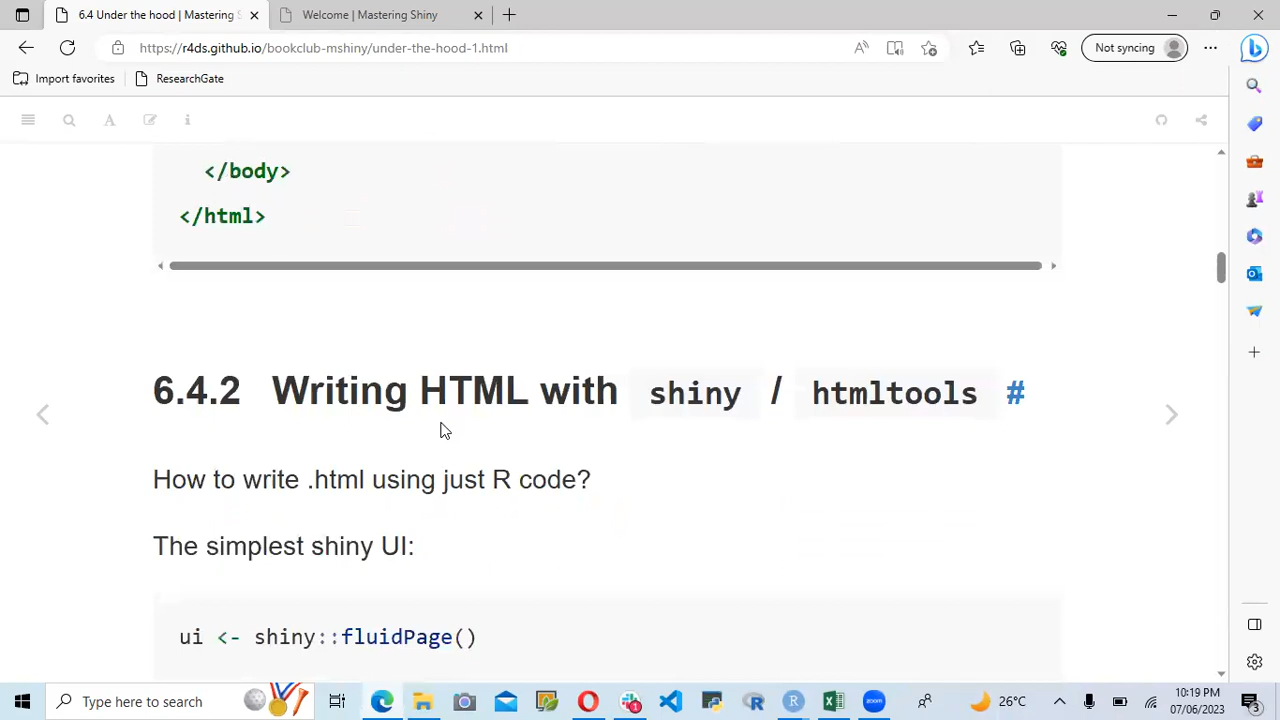 6.4 Under the hood | Mastering S
Welcome | Mastering Shiny
https://r4ds.github.io/bookclub-mshiny/under-the-hood-1.html
Not syncing
Import favorites
ResearchGate
</body>
</html>
6.4.2 Writing HTML with shiny / htmltools #
How to write .html using just R code?
The simplest shiny UI:
ui <- shiny::fluidPage()
Type here to search
26°C
10:19 PM
07/06/2023